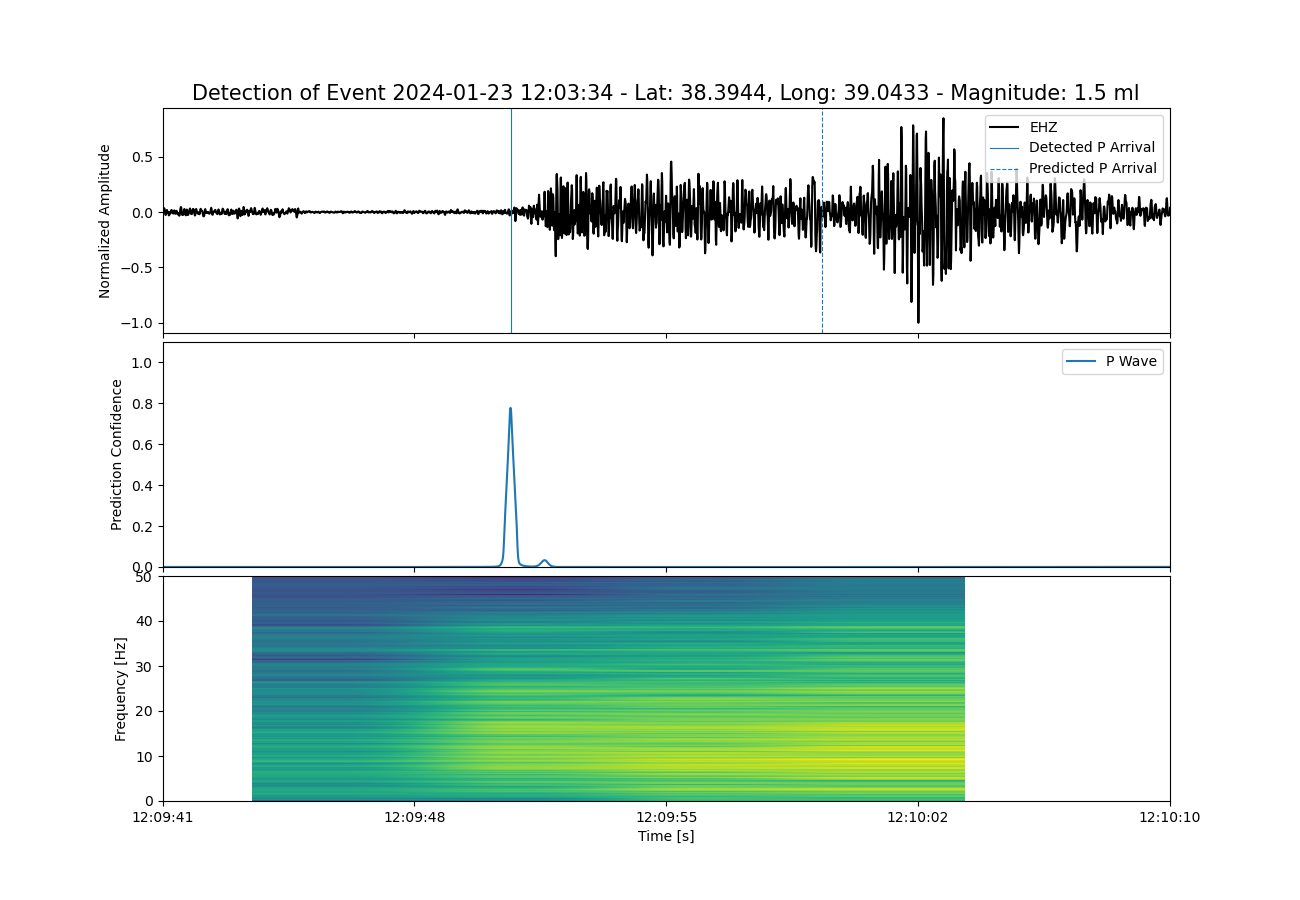 Detection of Event 2024-01-23 12:03:34 - Lat: 38.3944, Long: 39.0433 - Magnitude: 1.5 ml
Normalized Amplitude
0.5
0.0
−0.5
−1.0
EHZ
Detected P Arrival
Predicted P Arrival
Prediction Confidence
1.0
0.8
0.6
0.4
0.2
0.0
P Wave
Frequency [Hz]
50
40
30
20
10
0
12:09:41 12:09:48 12:09:55 12:10:02 12:10:10
Time [s]